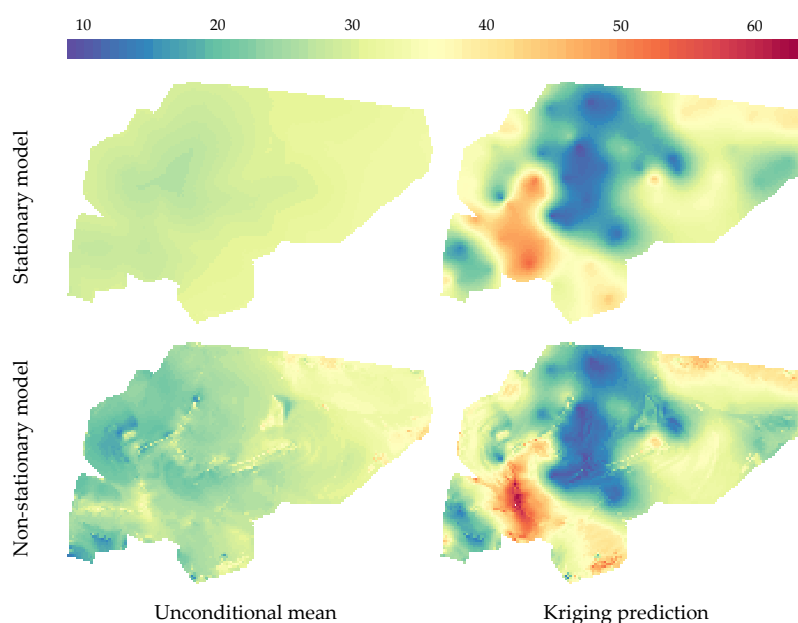 10 20 30 40 50 60
Stationary model
Non-stationary model
Unconditional mean Kriging prediction